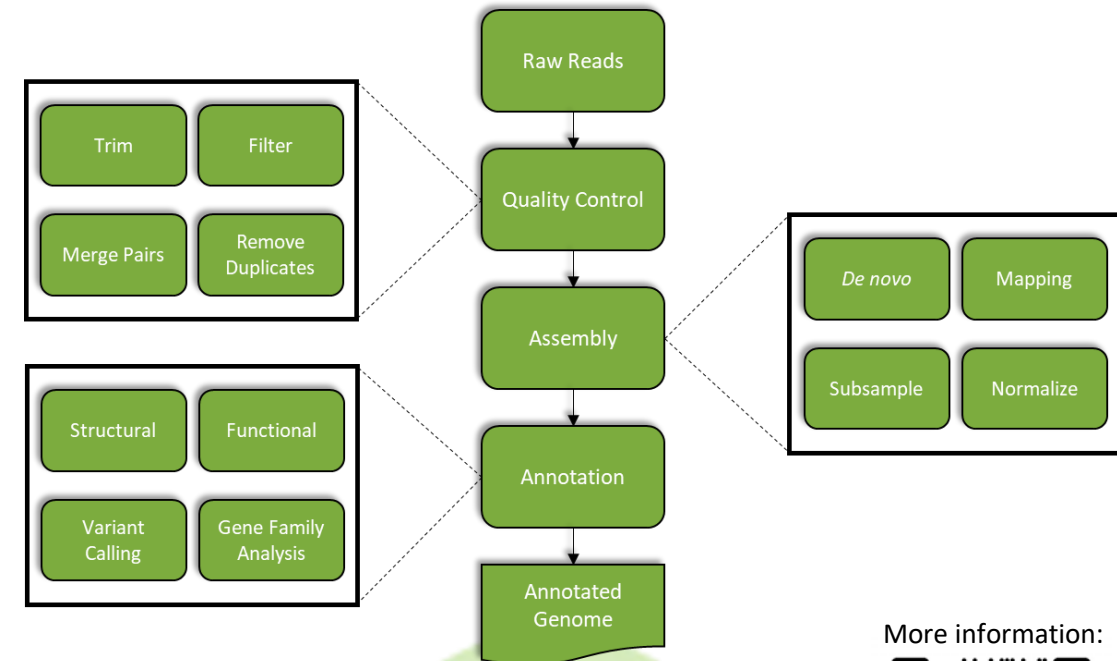 Raw Reads
Trim
Filter
Merge Pairs
Remove
Duplicates
Quality Control
De novo
Mapping
Subsample
Normalize
Assembly
Structural
Functional
Variant
Calling
Gene Family
Analysis
Annotation
Annotated
Genome
More information: